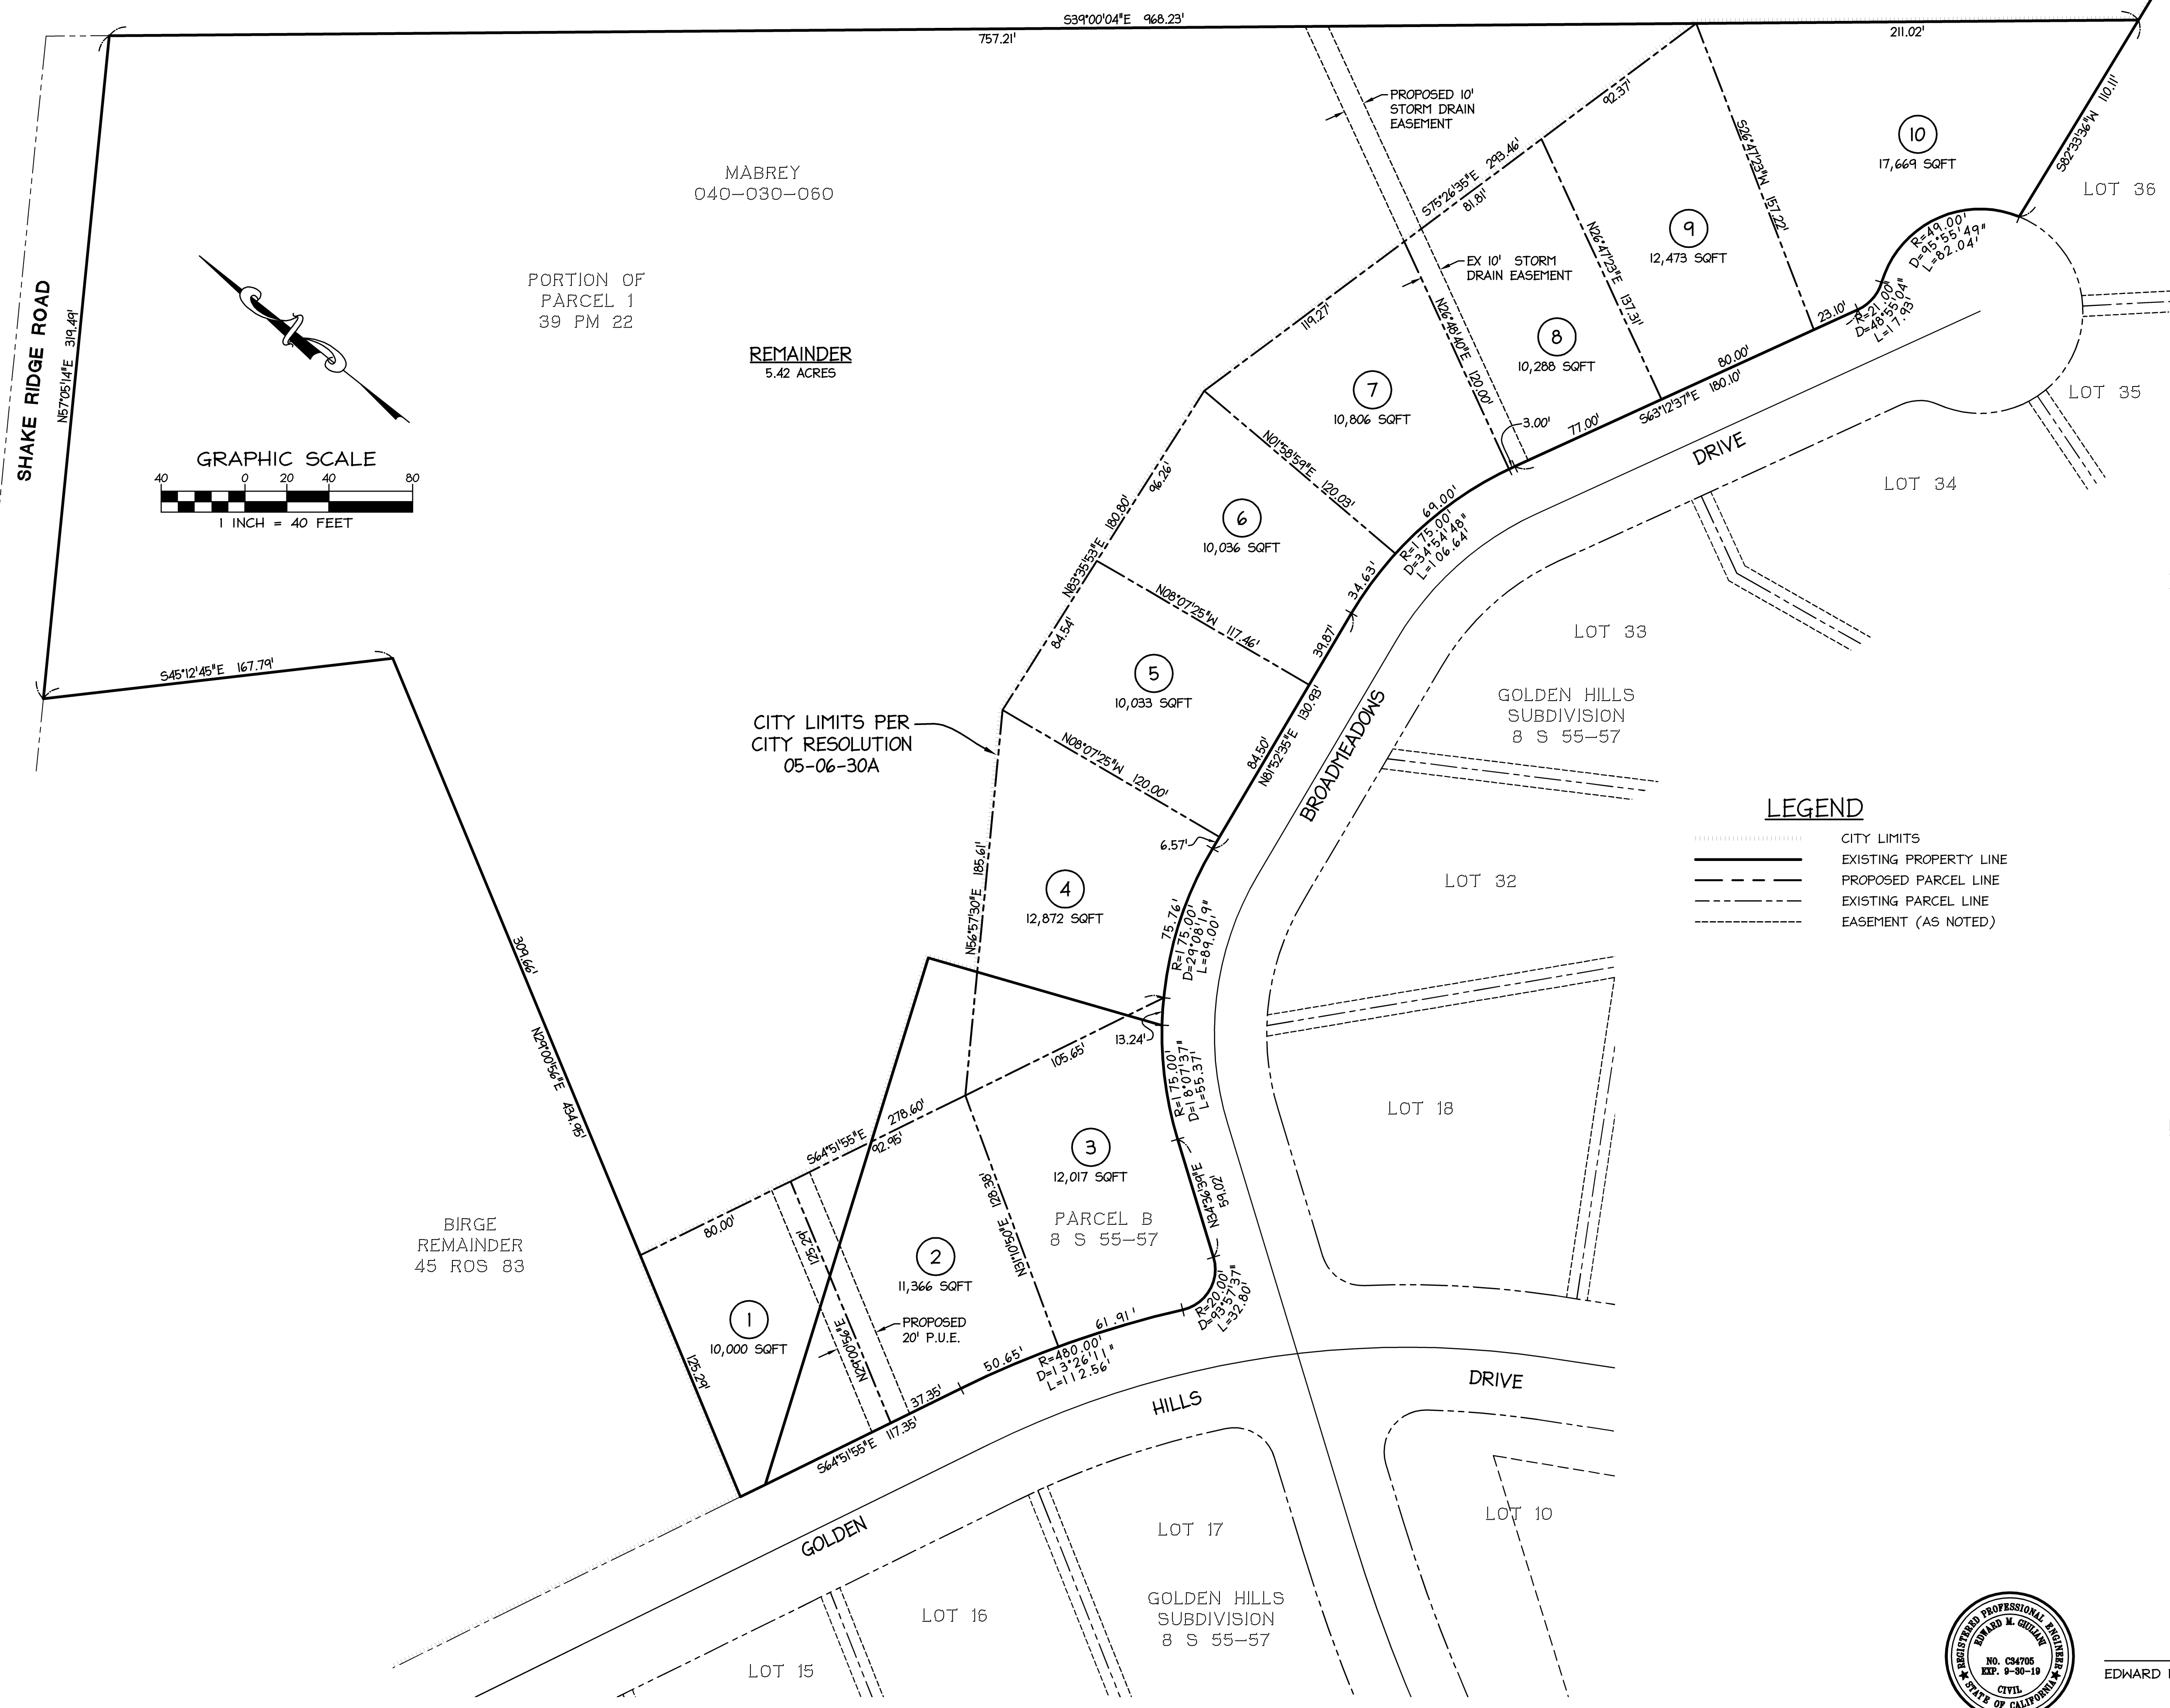 S39°00'04"E 968.23'
757.21'
211.02'
SHAKE RIDGE ROAD
N57°05'14"E 319.49'
MABREY
040-030-060
PORTION OF
PARCEL 1
39 PM 22
REMAINDER
5.42 ACRES
GRAPHIC SCALE
40 0 20 40 80
1 INCH = 40 FEET
S45°12'45"E 167.79'
309.66'
N29°00'56"E 434.95'
125.29'
PROPOSED 10'
STORM DRAIN
EASEMENT
EX 10' STORM
DRAIN EASEMENT
92.37'
S75°26'35"E 293.46'
81.81'
119.27'
S26°47'23"W 157.22'
N26°47'23"E 137.31'
N26°48'40"E 120.00'
10
17,669 SQFT
S82°33'36"W 110.11'
LOT 36
9
12,473 SQFT
8
10,288 SQFT
7
10,806 SQFT
R=49.00'
D=95°55'49"
L=82.04'
R=21.00'
D=48°55'04"
L=17.93'
23.10'
80.00'
S63°12'37"E 180.10'
77.00'
3.00'
LOT 35
DRIVE
LOT 34
N01°58'59"E 120.03'
96.26'
N83°35'53"E 180.80'
84.54'
6
10,036 SQFT
69.00'
R=175.00'
D=34°54'48"
L=106.64'
34.63'
39.87'
N08°07'25"W 117.46'
5
10,033 SQFT
N81°52'35"E 130.93'
84.50'
N08°07'25"W 120.00'
6.57'
BROADMEADOWS
LOT 33
GOLDEN HILLS
SUBDIVISION
8 S 55-57
CITY LIMITS PER
CITY RESOLUTION
05-06-30A
N56°57'30"E 185.61'
4
12,872 SQFT
75.76'
R=175.00'
D=29°08'19"
L=89.00'
LOT 32
LEGEND
CITY LIMITS
EXISTING PROPERTY LINE
PROPOSED PARCEL LINE
EXISTING PARCEL LINE
EASEMENT (AS NOTED)
13.24'
105.65'
R=175.00'
D=18°07'37"
L=55.37'
LOT 18
S64°51'55"E 278.60'
92.95'
80.00'
3
12,017 SQFT
N34°36'39"E
59.02'
PARCEL B
8 S 55-57
N31°10'50"E 128.38'
BIRGE
REMAINDER
45 ROS 83
2
11,366 SQFT
PROPOSED
20' P.U.E.
125.29'
N29°00'56"E
1
10,000 SQFT
R=20.00'
D=93°57'37"
L=32.80'
61.91'
50.65'
R=480.00'
D=13°26'11"
L=112.56'
37.35'
S64°51'55"E 117.35'
GOLDEN
HILLS
DRIVE
LOT 17
LOT 10
GOLDEN HILLS
SUBDIVISION
8 S 55-57
LOT 16
LOT 15
REGISTERED PROFESSIONAL ENGINEER
EDWARD M. GIULIANI
NO. C34705
EXP. 9-30-19
CIVIL
STATE OF CALIFORNIA
EDWARD